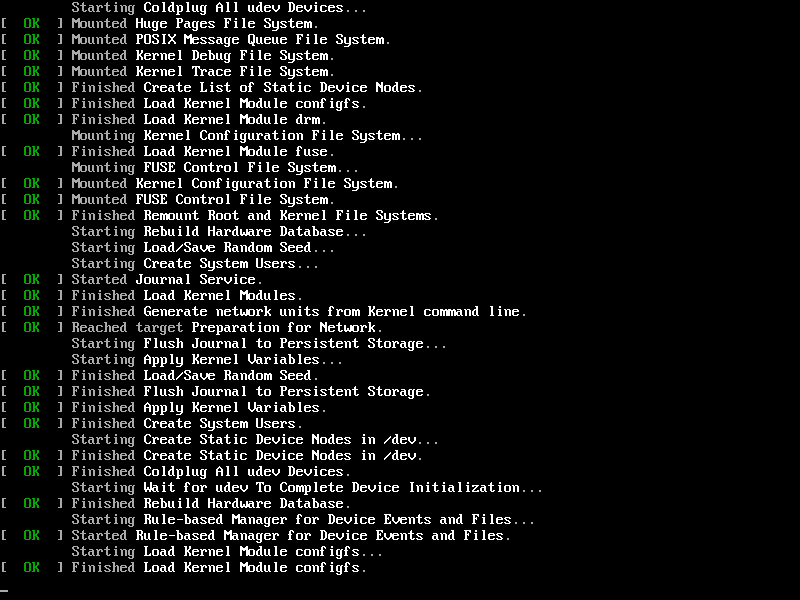 Starting Coldplug All udev Devices...
[  OK  ] Mounted Huge Pages File System.
[  OK  ] Mounted POSIX Message Queue File System.
[  OK  ] Mounted Kernel Debug File System.
[  OK  ] Mounted Kernel Trace File System.
[  OK  ] Finished Create List of Static Device Nodes.
[  OK  ] Finished Load Kernel Module configfs.
[  OK  ] Finished Load Kernel Module drm.
Mounting Kernel Configuration File System...
[  OK  ] Finished Load Kernel Module fuse.
Mounting FUSE Control File System...
[  OK  ] Mounted Kernel Configuration File System.
[  OK  ] Mounted FUSE Control File System.
[  OK  ] Finished Remount Root and Kernel File Systems.
Starting Rebuild Hardware Database...
Starting Load/Save Random Seed...
Starting Create System Users...
[  OK  ] Started Journal Service.
[  OK  ] Finished Load Kernel Modules.
[  OK  ] Finished Generate network units from Kernel command line.
[  OK  ] Reached target Preparation for Network.
Starting Flush Journal to Persistent Storage...
Starting Apply Kernel Variables...
[  OK  ] Finished Load/Save Random Seed.
[  OK  ] Finished Flush Journal to Persistent Storage.
[  OK  ] Finished Apply Kernel Variables.
[  OK  ] Finished Create System Users.
Starting Create Static Device Nodes in /dev...
[  OK  ] Finished Create Static Device Nodes in /dev.
[  OK  ] Finished Coldplug All udev Devices.
Starting Wait for udev To Complete Device Initialization...
[  OK  ] Finished Rebuild Hardware Database.
Starting Rule-based Manager for Device Events and Files...
[  OK  ] Started Rule-based Manager for Device Events and Files.
Starting Load Kernel Module configfs...
[  OK  ] Finished Load Kernel Module configfs.